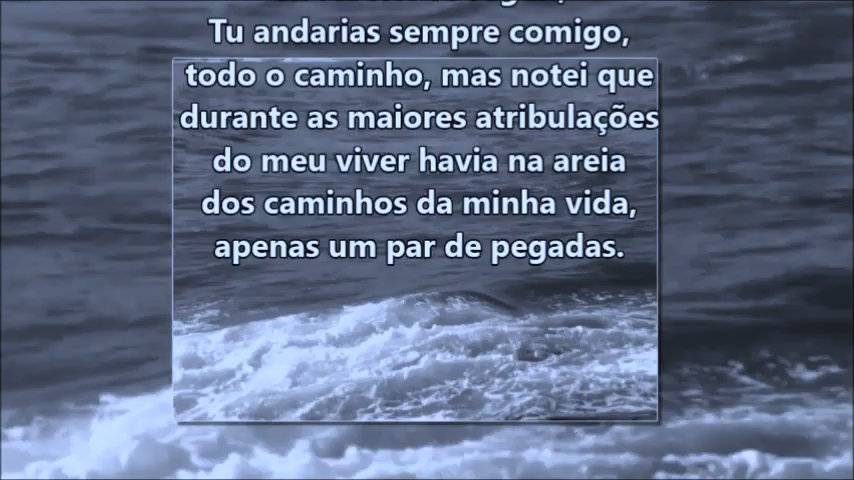 Tu andarias sempre comigo,
todo o caminho, mas notei que
durante as maiores atribulações
do meu viver havia na areia
dos caminhos da minha vida,
apenas um par de pegadas.